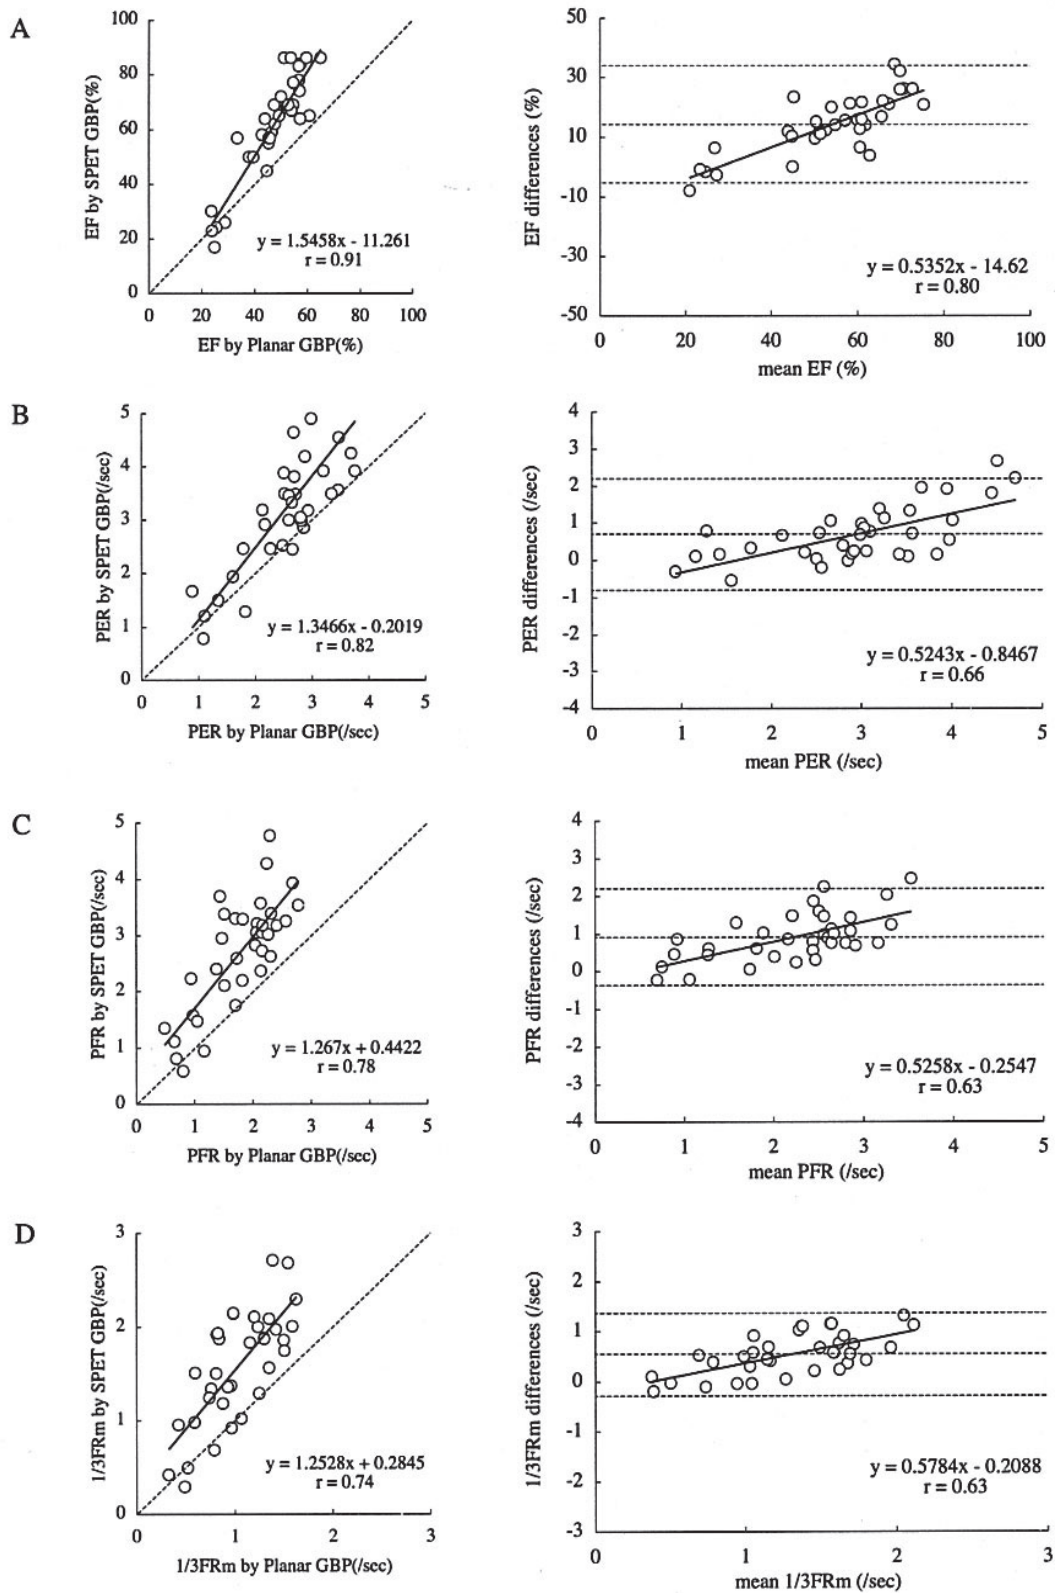 A
100
80
60
40
20
0
EF by SPET GBP(%)
y = 1.5458x - 11.261
r = 0.91
0 20 40 60 80 100
EF by Planar GBP(%)
50
30
10
-10
-30
-50
EF differences (%)
y = 0.5352x - 14.62
r = 0.80
0 20 40 60 80 100
mean EF (%)
B
5
4
3
2
1
0
PER by SPET GBP(/sec)
y = 1.3466x - 0.2019
r = 0.82
0 1 2 3 4 5
PER by Planar GBP(/sec)
4
3
2
1
0
-1
-2
-3
-4
PER differences (/sec)
y = 0.5243x - 0.8467
r = 0.66
1 2 3 4 5
mean PER (/sec)
C
5
4
3
2
1
0
PFR by SPET GBP(/sec)
y = 1.267x + 0.4422
r = 0.78
0 1 2 3 4 5
PFR by Planar GBP(/sec)
4
3
2
1
0
-1
-2
-3
-4
PFR differences (/sec)
y = 0.5258x - 0.2547
r = 0.63
0 1 2 3 4 5
mean PFR (/sec)
D
3
2
1
0
1/3FRm by SPET GBP(/sec)
y = 1.2528x + 0.2845
r = 0.74
0 1 2 3
1/3FRm by Planar GBP(/sec)
3
2
1
0
-1
-2
-3
1/3FRm differences (/sec)
y = 0.5784x - 0.2088
r = 0.63
0 1 2 3
mean 1/3FRm (/sec)